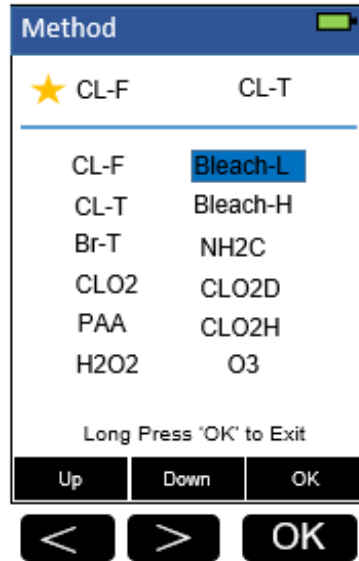 Method
CL-F CL-T
CL-F Bleach-L
CL-T Bleach-H
Br-T NH2C
CLO2 CLO2D
PAA CLO2H
H2O2 O3
Long Press 'OK' to Exit
Up Down OK
< > OK